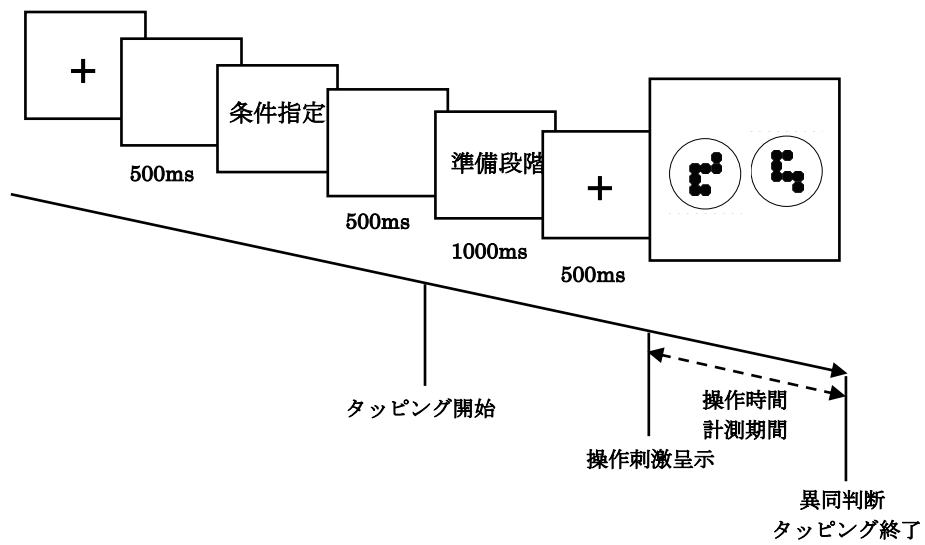 +
500ms
条件指定
500ms
準備段階
1000ms
+
500ms
タッピング開始
操作時間
計測期間
操作刺激呈示
異同判断
タッピング終了